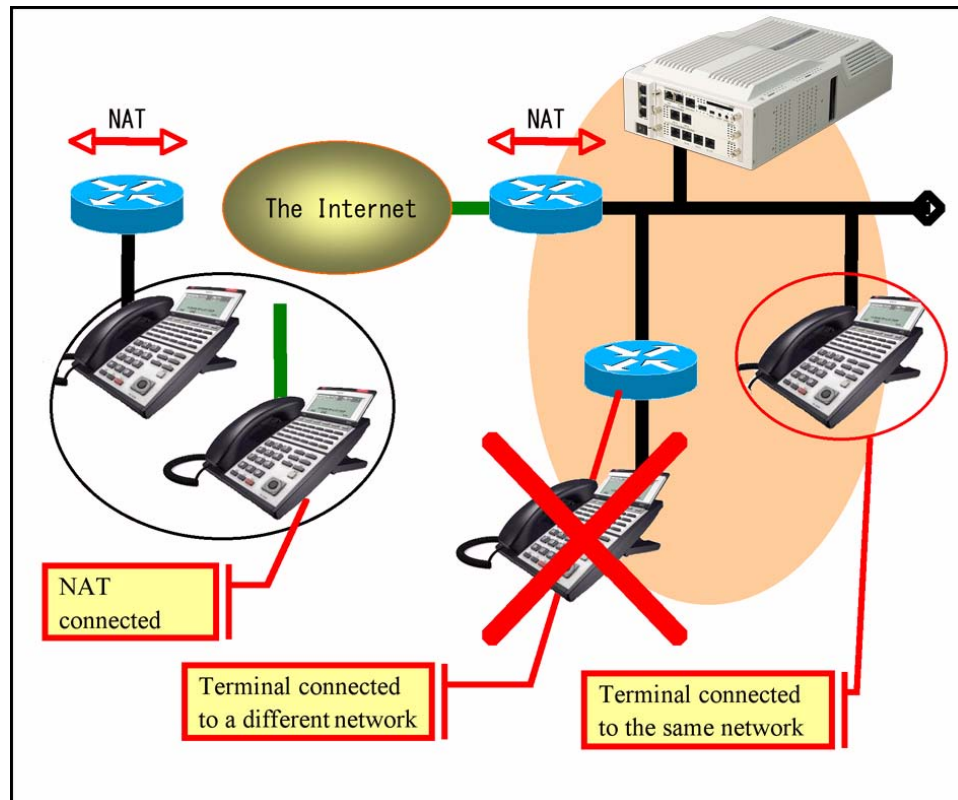 NAT
NAT
The Internet
NAT
connected
Terminal connected
to a different network
Terminal connected
to the same network